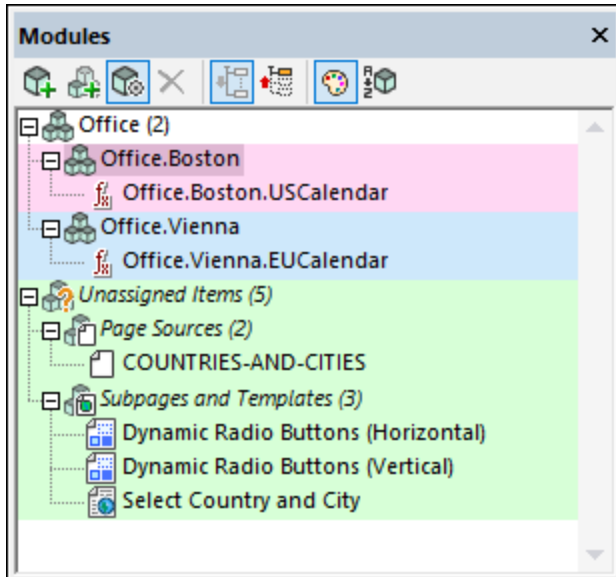 Modules
Office (2)
Office.Boston
Office.Boston.USCalendar
Office.Vienna
Office.Vienna.EUCalendar
Unassigned Items (5)
Page Sources (2)
COUNTRIES-AND-CITIES
Subpages and Templates (3)
Dynamic Radio Buttons (Horizontal)
Dynamic Radio Buttons (Vertical)
Select Country and City